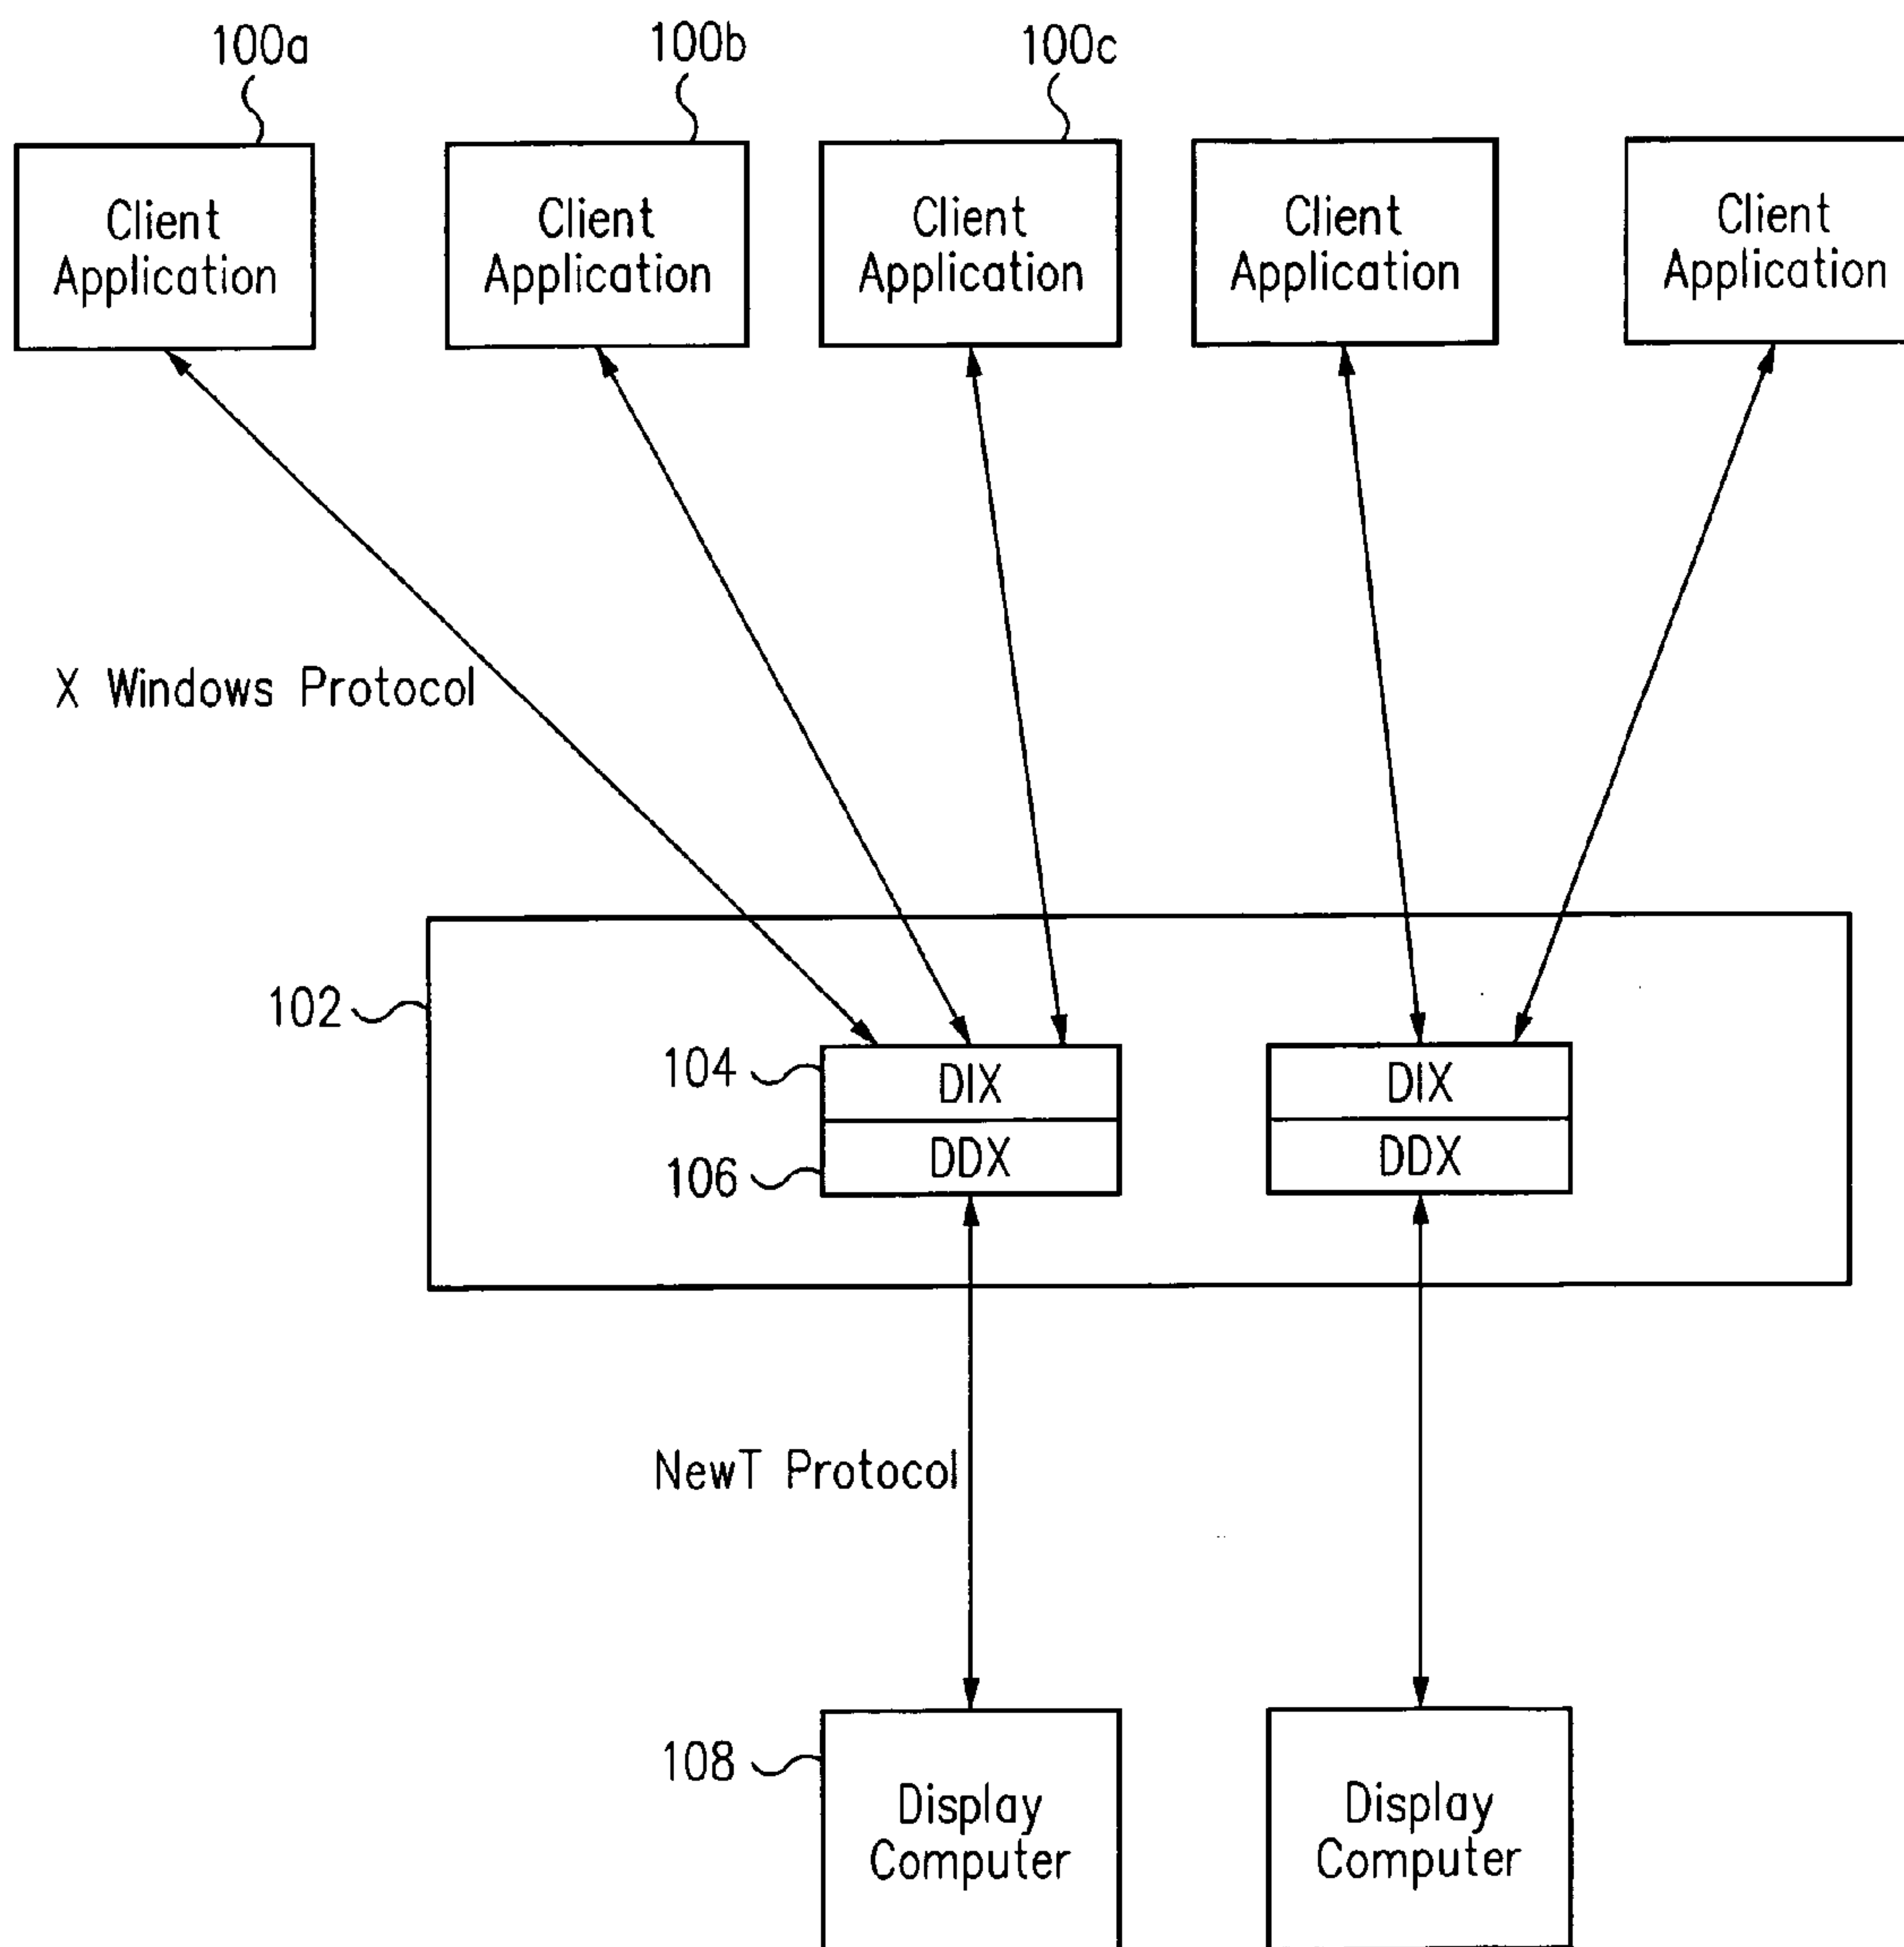 100a
100b
100c
Client
Application
Client
Application
Client
Application
Client
Application
Client
Application
X Windows Protocol
102
104
DIX
DIX
106
DDX
DDX
NewT Protocol
108
Display
Computer
Display
Computer